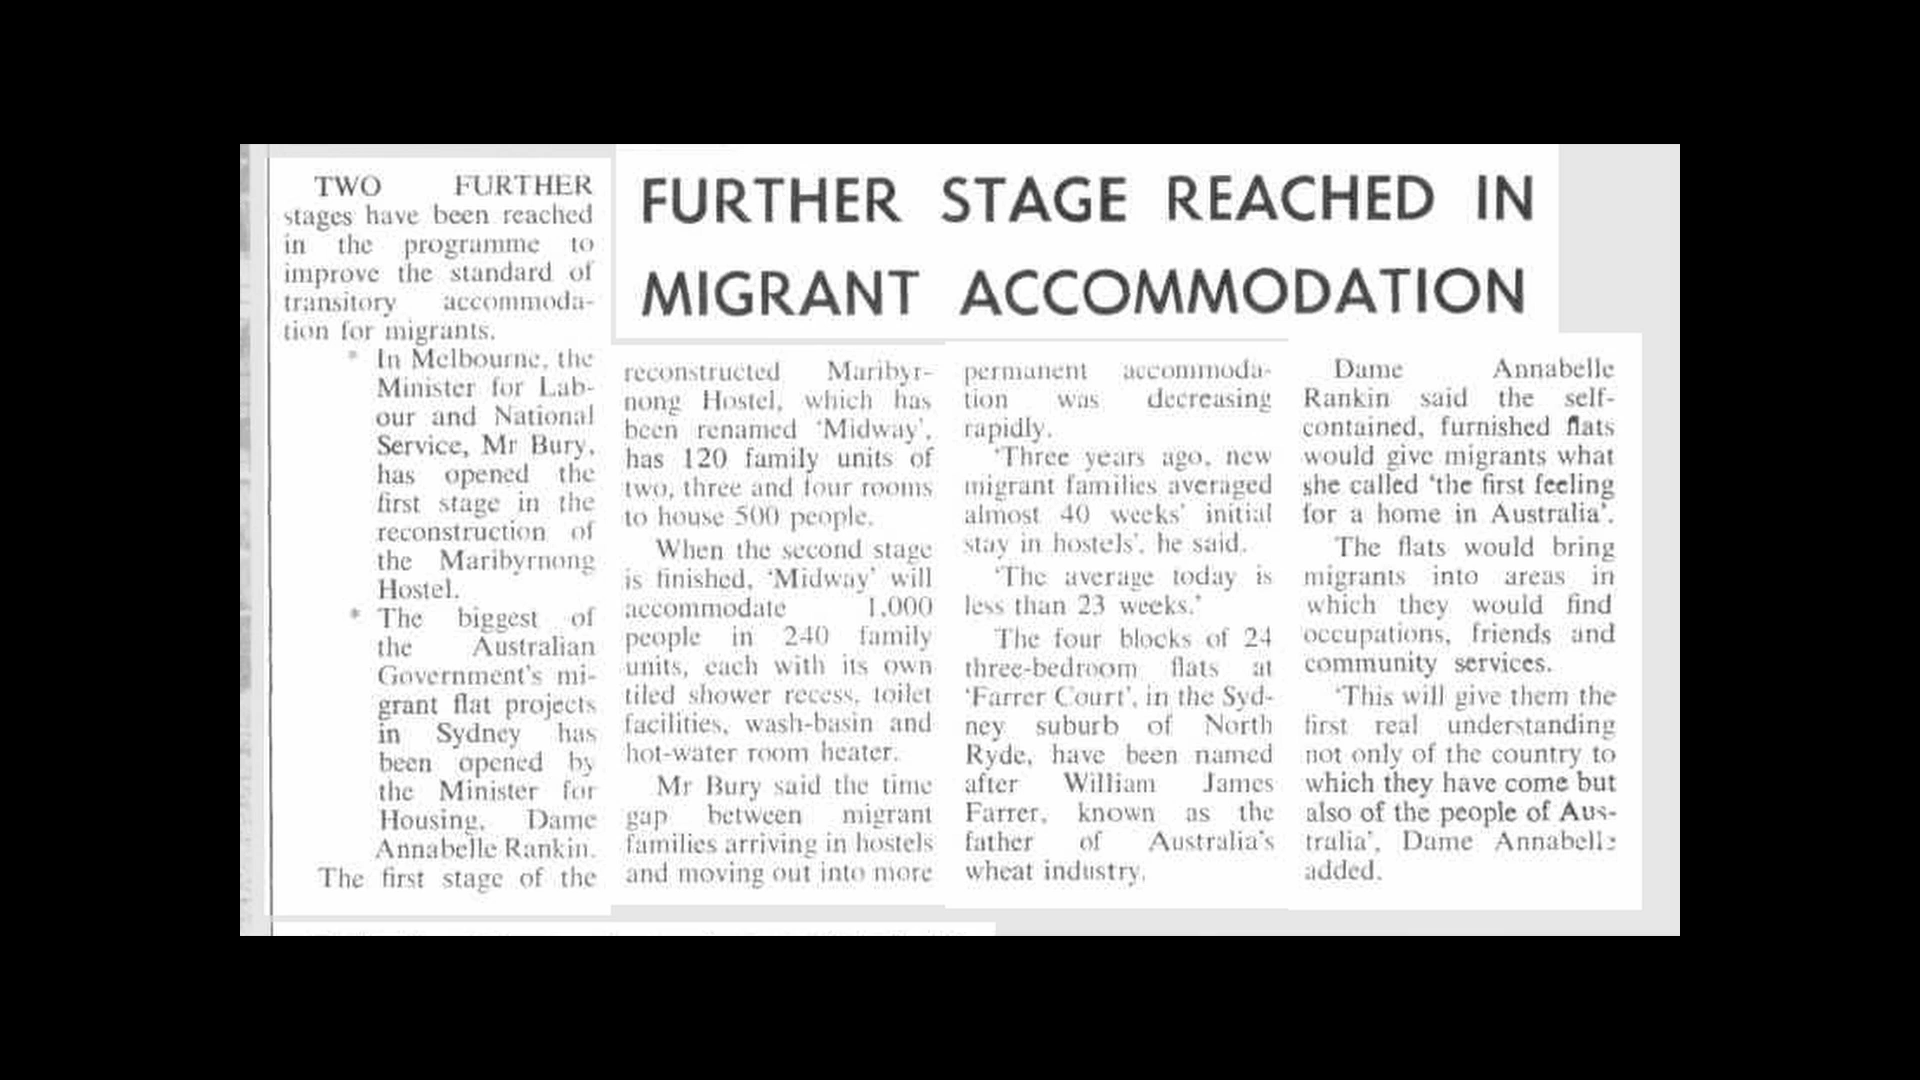 FURTHER STAGE REACHED IN
MIGRANT ACCOMMODATION
TWO FURTHER
stages have been reached
in the programme to
improve the standard of
transitory accommoda-
tion for migrants.
* In Melbourne, the
Minister for Lab-
our and National
Service, Mr Bury,
has opened the
first stage in the
reconstruction of
the Maribyrnong
Hostel.
* The biggest of
the Australian
Government's mi-
grant flat projects
in Sydney has
been opened by
the Minister for
Housing, Dame
Annabelle Rankin.
The first stage of the
reconstructed Maribyr-
nong Hostel, which has
been renamed 'Midway',
has 120 family units of
two, three and four rooms
to house 500 people.
When the second stage
is finished, 'Midway' will
accommodate 1,000
people in 240 family
units, each with its own
tiled shower recess, toilet
facilities, wash-basin and
hot-water room heater.
Mr Bury said the time
gap between migrant
families arriving in hostels
and moving out into more
permanent accommoda-
tion was decreasing
rapidly.
'Three years ago, new
migrant families averaged
almost 40 weeks' initial
stay in hostels', he said.
'The average today is
less than 23 weeks.'
The four blocks of 24
three-bedroom flats at
'Farrer Court', in the Syd-
ney suburb of North
Ryde, have been named
after William James
Farrer, known as the
father of Australia's
wheat industry.
Dame Annabelle
Rankin said the self-
contained, furnished flats
would give migrants what
she called 'the first feeling
for a home in Australia'.
The flats would bring
migrants into areas in
which they would find
occupations, friends and
community services.
'This will give them the
first real understanding
not only of the country to
which they have come but
also of the people of Aus-
tralia', Dame Annabelle
added.